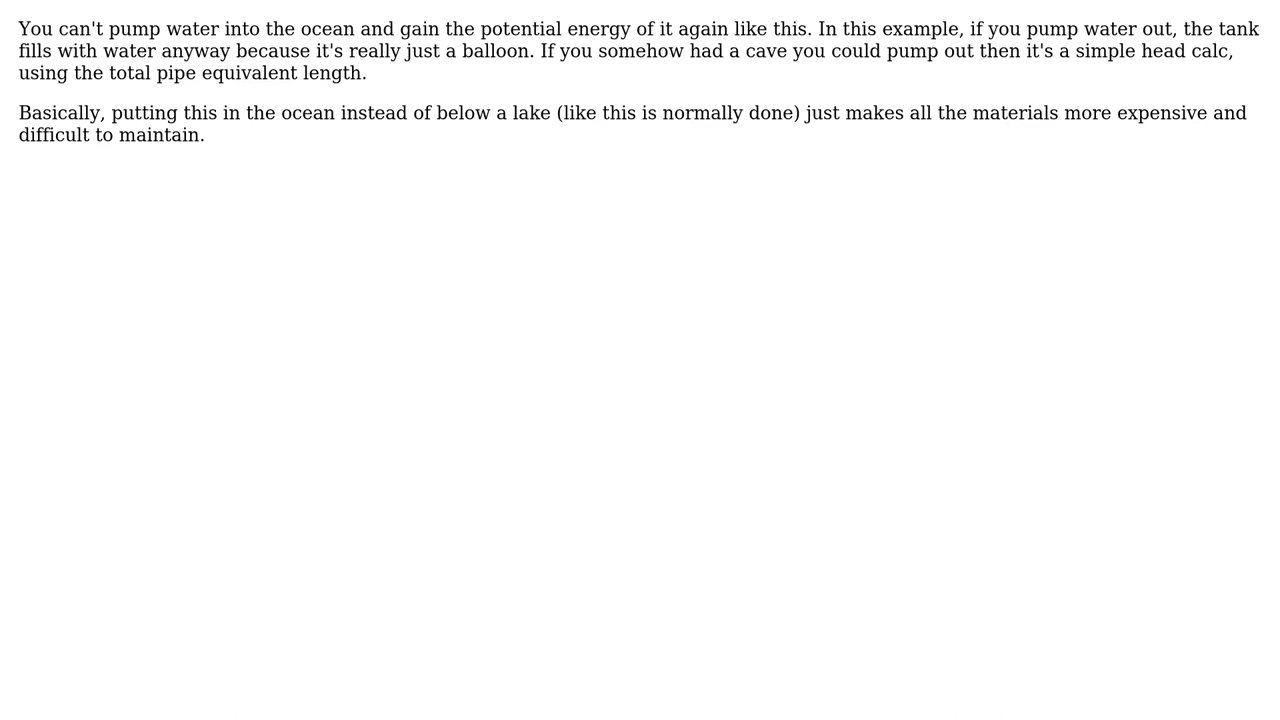 You can't pump water into the ocean and gain the potential energy of it again like this. In this example, if you pump water out, the tank
fills with water anyway because it's really just a balloon. If you somehow had a cave you could pump out then it's a simple head calc,
using the total pipe equivalent length.
Basically, putting this in the ocean instead of below a lake (like this is normally done) just makes all the materials more expensive and
difficult to maintain.